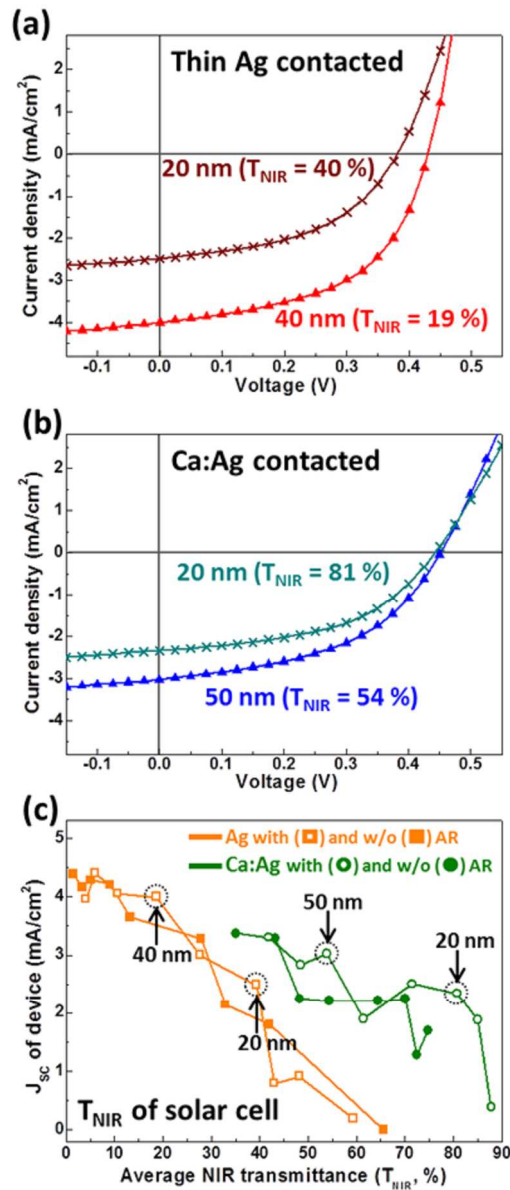 (a)
Thin Ag contacted
20 nm (T_NIR = 40 %)
40 nm (T_NIR = 19 %)
Current density (mA/cm²)
2
1
0
-1
-2
-3
-4
-0.1 0.0 0.1 0.2 0.3 0.4 0.5
Voltage (V)
(b)
Ca:Ag contacted
20 nm (T_NIR = 81 %)
50 nm (T_NIR = 54 %)
Current density (mA/cm²)
2
1
0
-1
-2
-3
-4
-0.1 0.0 0.1 0.2 0.3 0.4 0.5
Voltage (V)
(c)
Ag with (□) and w/o (■) AR
Ca:Ag with (○) and w/o (●) AR
50 nm
20 nm
40 nm
20 nm
T_NIR of solar cell
J_SC of device (mA/cm²)
5
4
3
2
1
0
0 10 20 30 40 50 60 70 80 90
Average NIR transmittance (T_NIR, %)